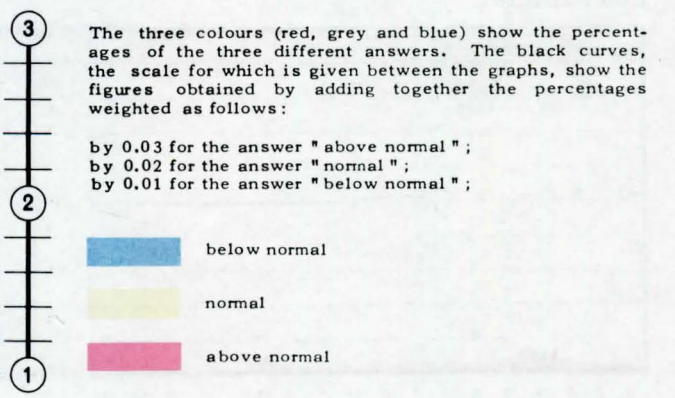 3
The three colours (red, grey and blue) show the percent-
ages of the three different answers. The black curves,
the scale for which is given between the graphs, show the
figures obtained by adding together the percentages
weighted as follows :
by 0.03 for the answer " above normal " ;
by 0.02 for the answer " normal " ;
by 0.01 for the answer " below normal " ;
2
below normal
normal
above normal
1